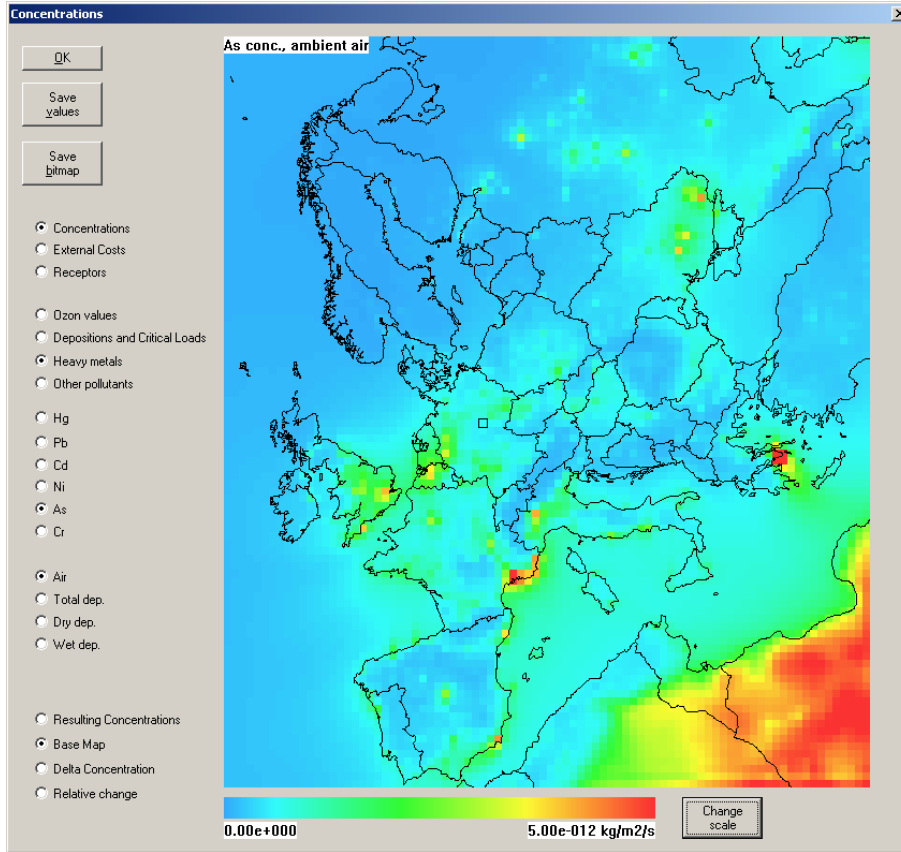 Concentrations
OK
Save
values
Save
bitmap
As conc., ambient air
Concentrations
External Costs
Receptors
Ozon values
Depositions and Critical Loads
Heavy metals
Other pollutants
Hg
Pb
Cd
Ni
As
Cr
Air
Total dep.
Dry dep.
Wet dep.
Resulting Concentrations
Base Map
Delta Concentration
Relative change
0.00e+000
5.00e-012 kg/m2/s
Change
scale